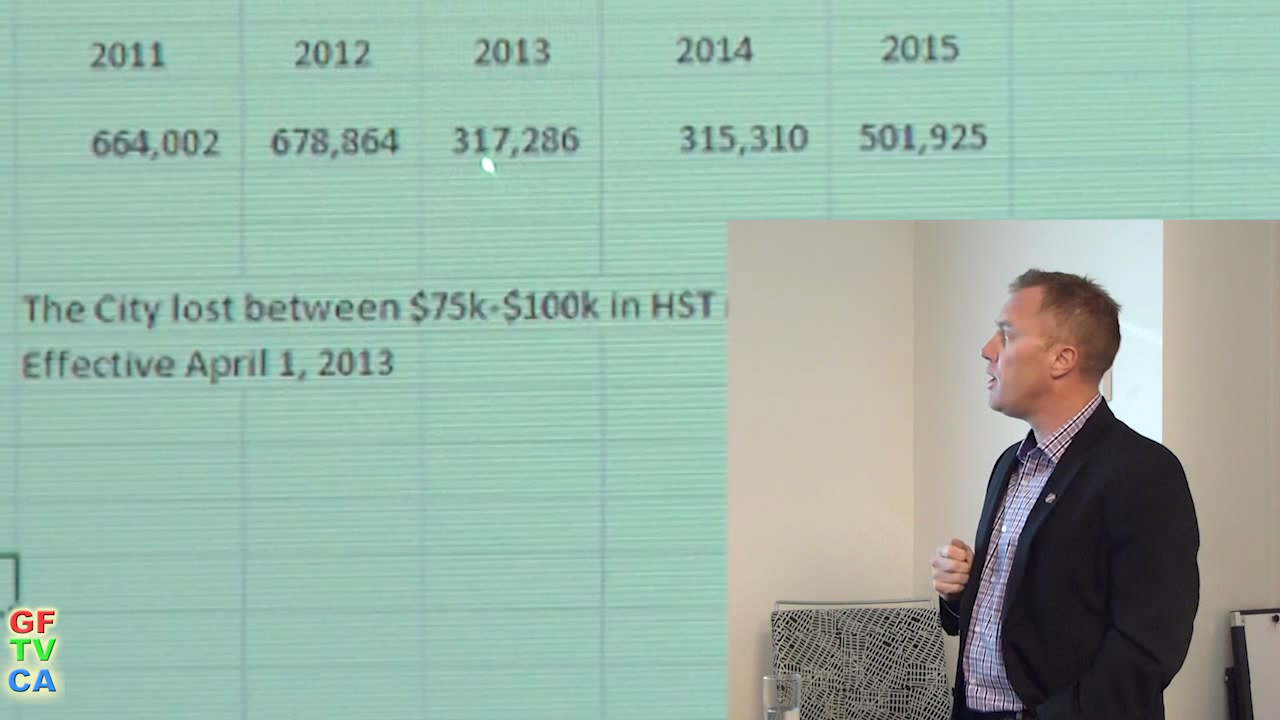 2011 2012 2013 2014 2015
664,002 678,864 317,286 315,310 501,925
The City lost between $75k-$100k in HST
Effective April 1, 2013
GF
TV
CA